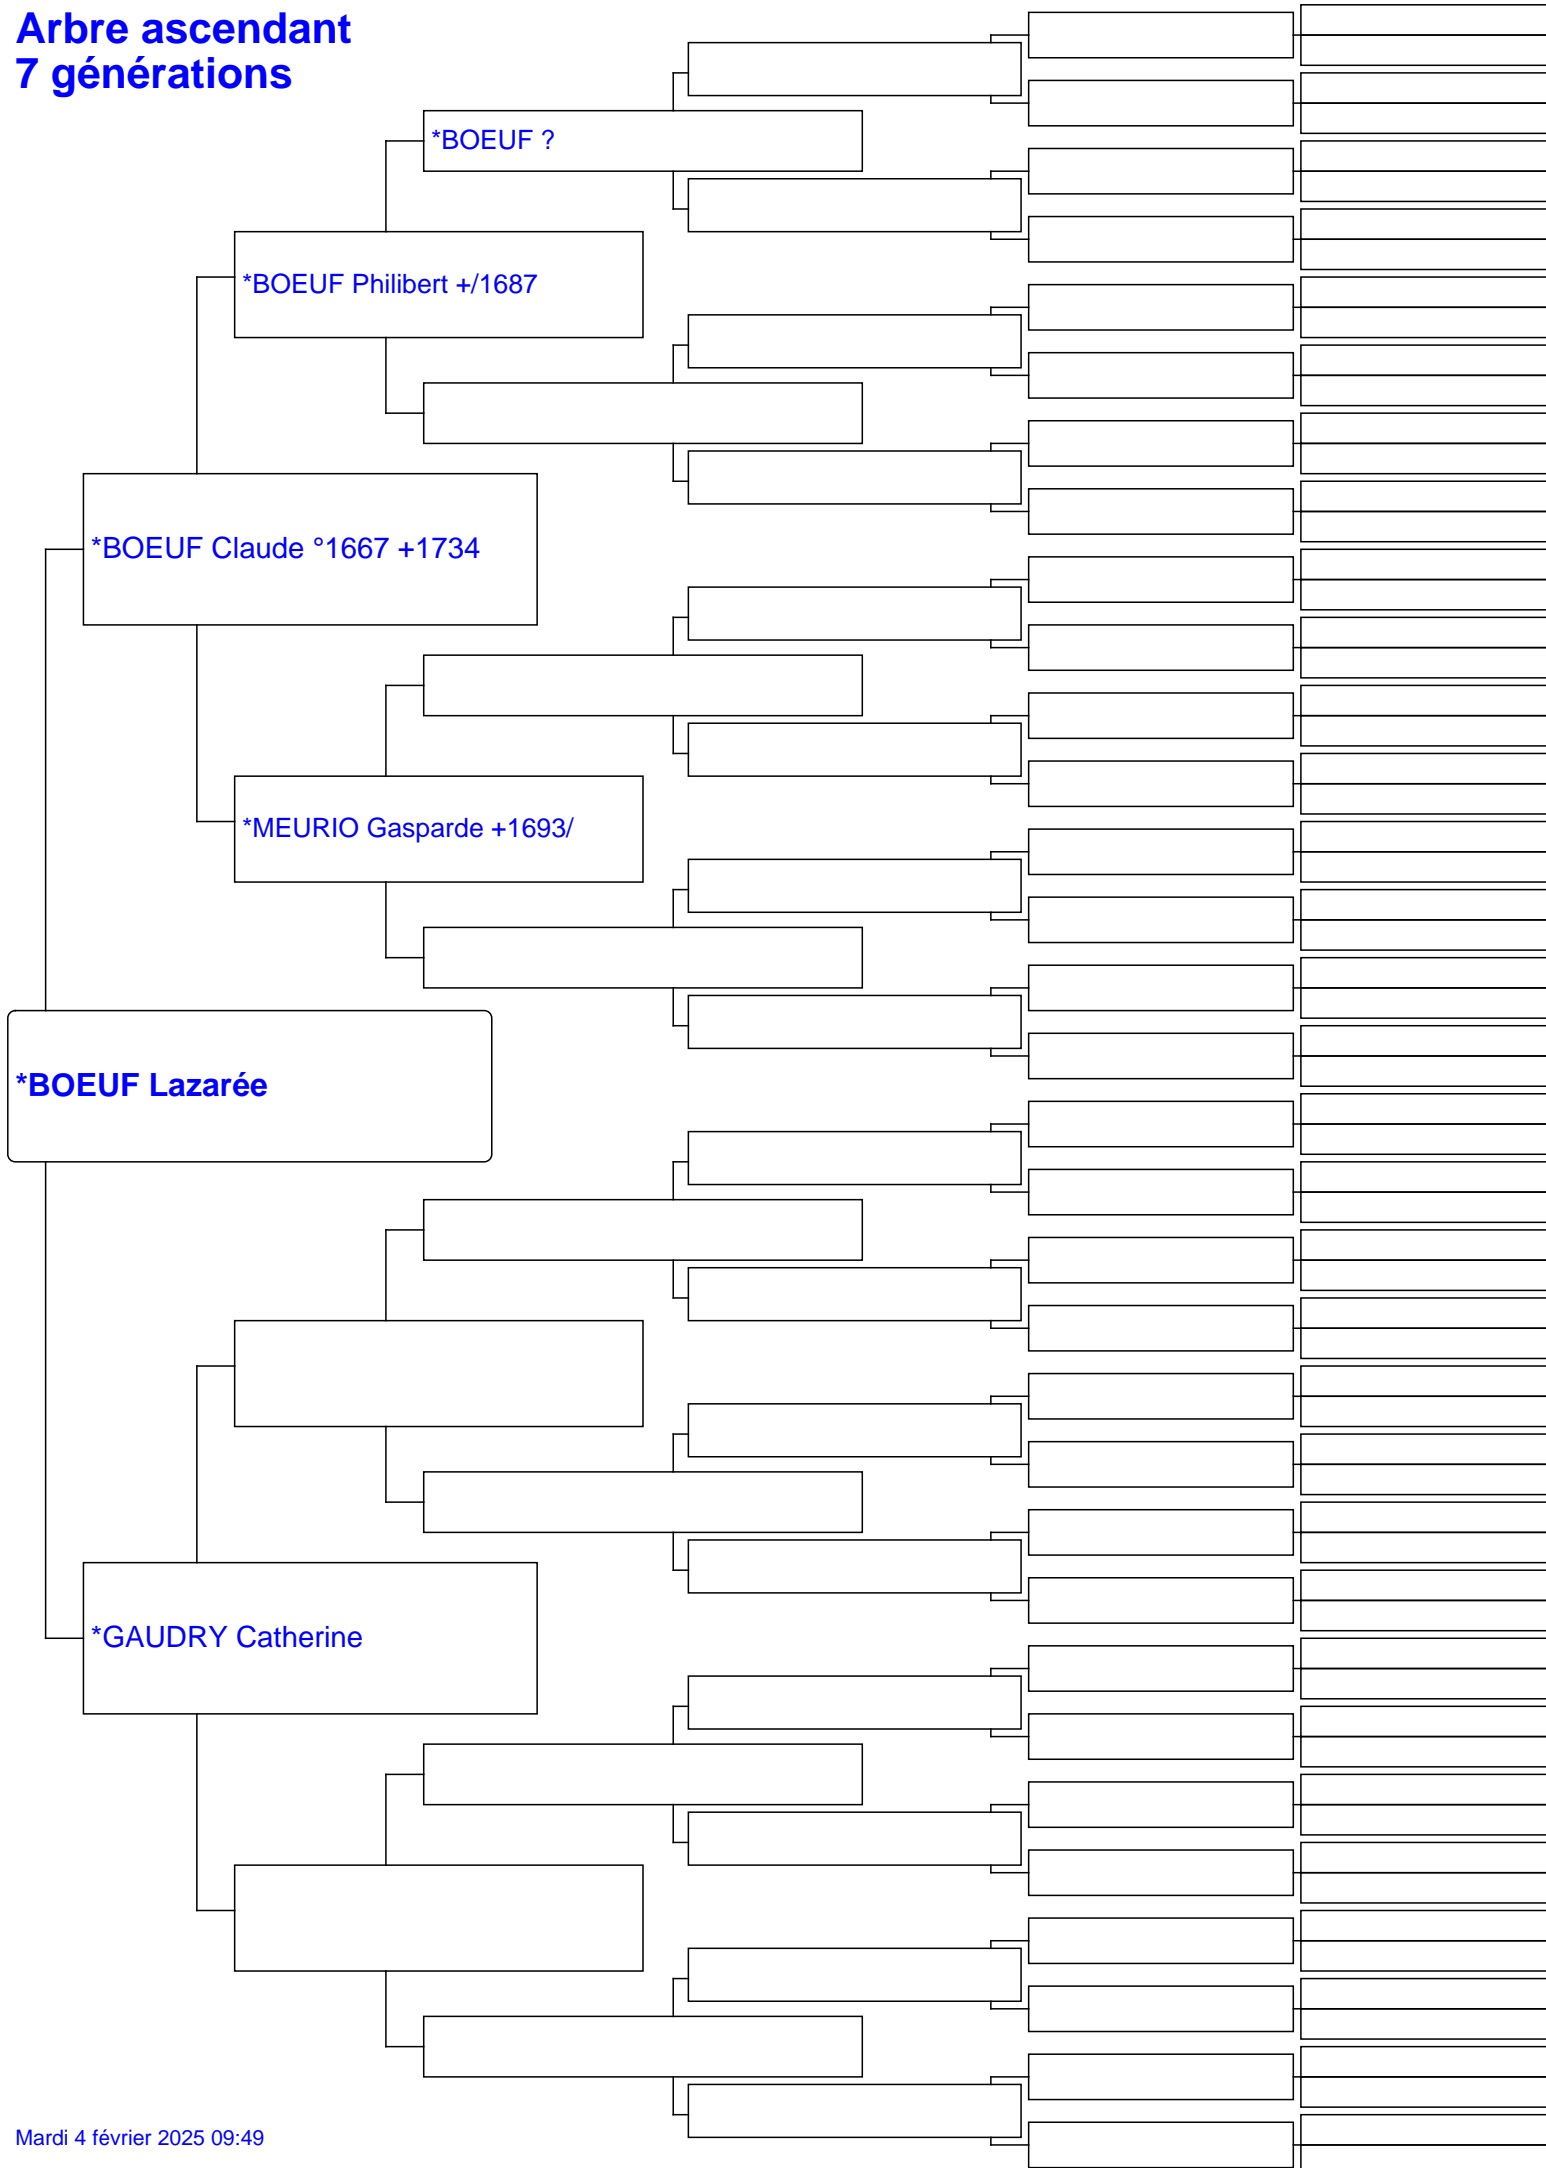 Arbre ascendant
7 générations
*BOEUF ?
*BOEUF Philibert +/1687
*BOEUF Claude °1667 +1734
*MEURIO Gasparde +1693/
*BOEUF Lazarée
*GAUDRY Catherine
Mardi 4 février 2025 09:49